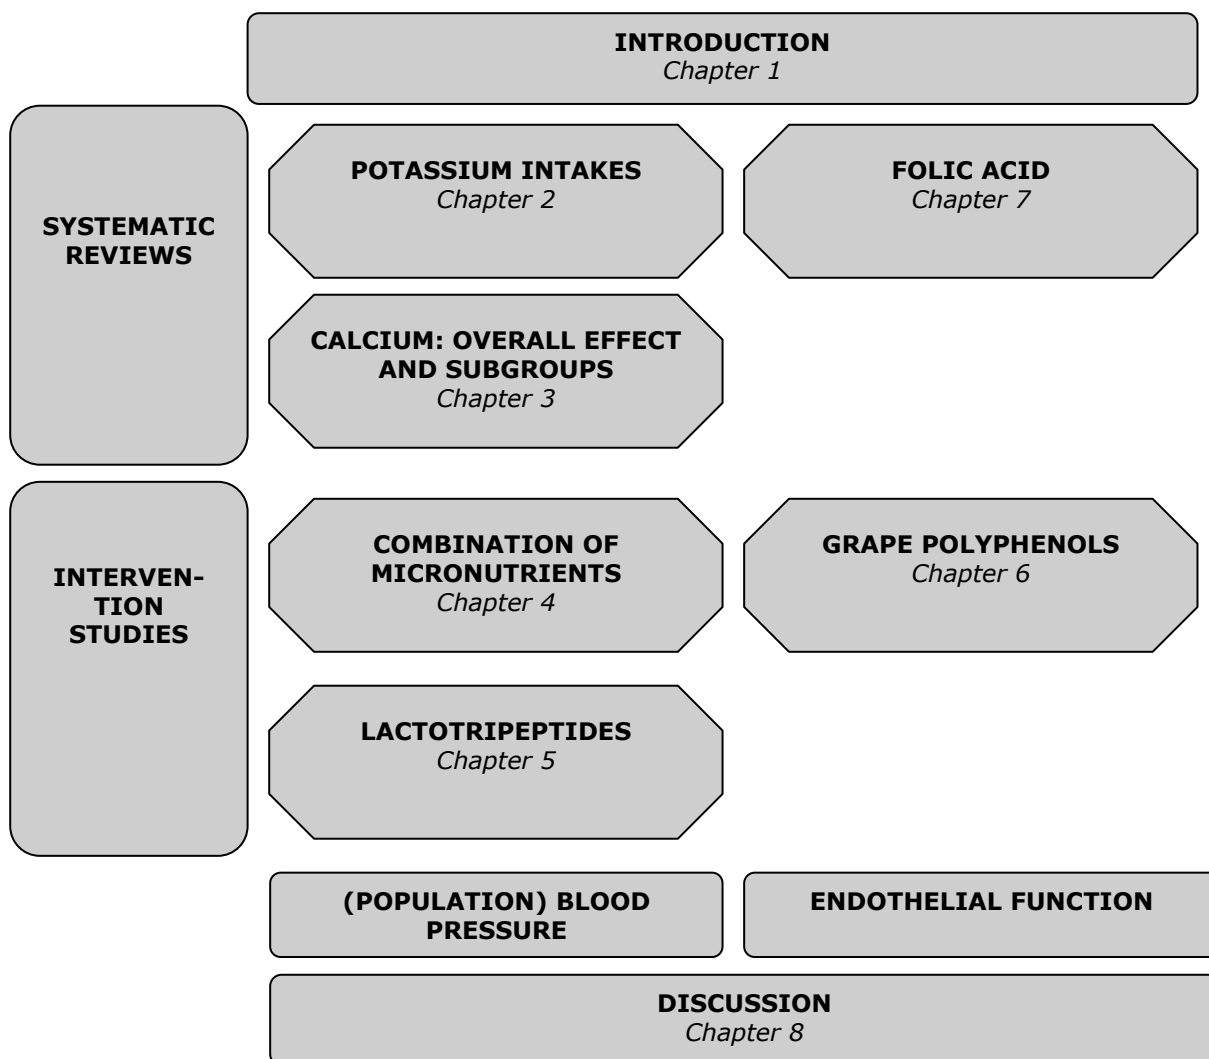 INTRODUCTION
Chapter 1
SYSTEMATIC
REVIEWS
POTASSIUM INTAKES
Chapter 2
FOLIC ACID
Chapter 7
CALCIUM: OVERALL EFFECT
AND SUBGROUPS
Chapter 3
INTERVEN-
TION
STUDIES
COMBINATION OF
MICRONUTRIENTS
Chapter 4
GRAPE POLYPHENOLS
Chapter 6
LACTOTRIPEPTIDES
Chapter 5
(POPULATION) BLOOD
PRESSURE
ENDOTHELIAL FUNCTION
DISCUSSION
Chapter 8